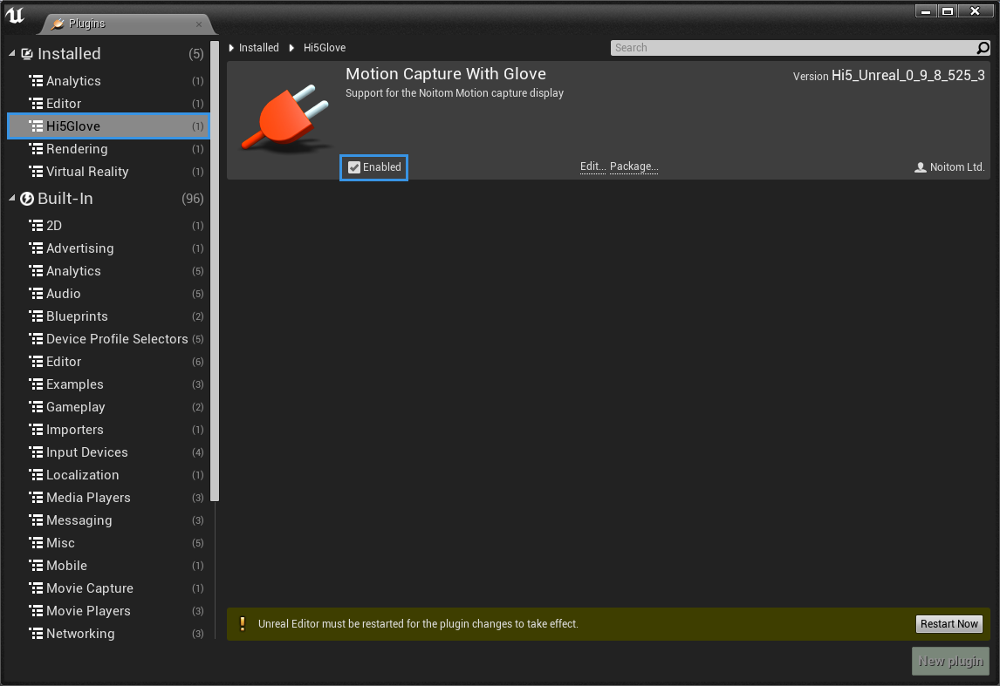 Plugins
Installed (5)
Analytics (1)
Editor (1)
Hi5Glove (1)
Rendering (1)
Virtual Reality (1)
Built-In (96)
2D (1)
Advertising (1)
Analytics (5)
Audio (5)
Blueprints (2)
Device Profile Selectors (5)
Editor (6)
Examples (3)
Gameplay (2)
Importers (1)
Input Devices (4)
Localization (1)
Media Players (3)
Messaging (3)
Misc (5)
Mobile (1)
Movie Capture (1)
Movie Players (3)
Networking (3)
Installed Hi5Glove
Search
Motion Capture With Glove
Version Hi5_Unreal_0_9_8_525_3
Support for the Noitom Motion capture display
Enabled
Edit... Package...
Noitom Ltd.
Unreal Editor must be restarted for the plugin changes to take effect.
Restart Now
New plugin